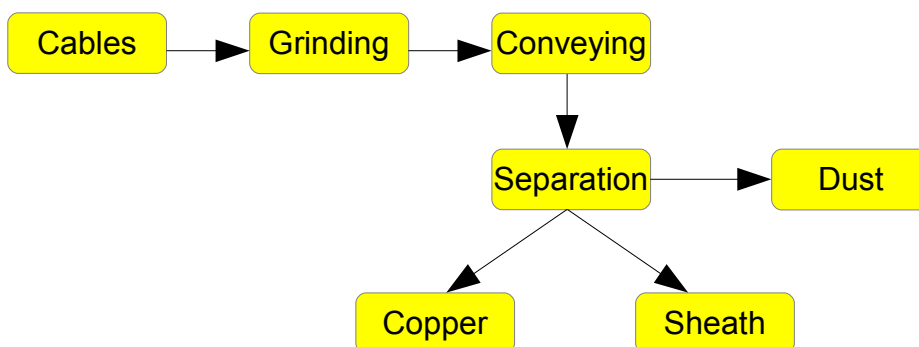 Cables
Grinding
Conveying
Separation
Dust
Copper
Sheath